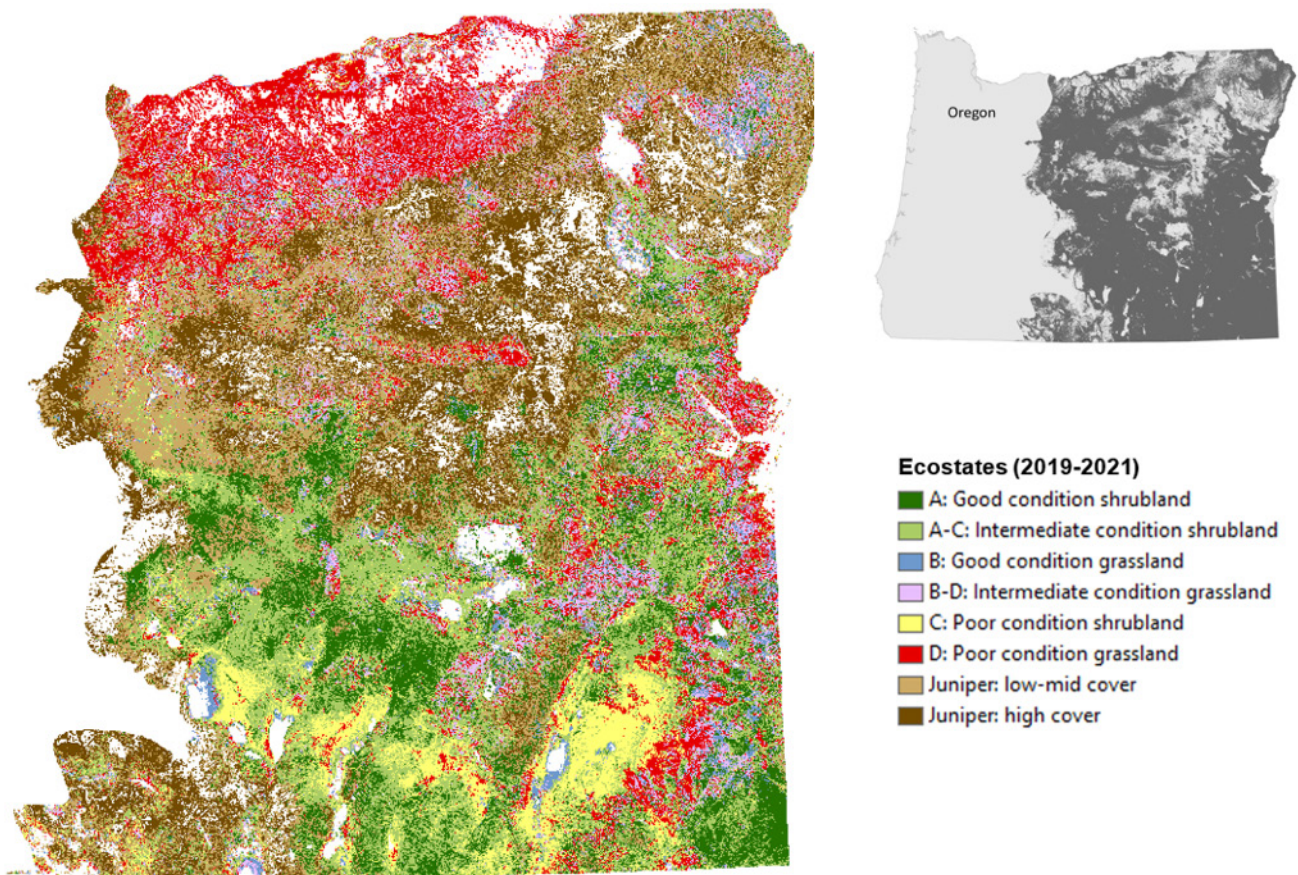 Oregon
Ecostates (2019-2021)
A: Good condition shrubland
A-C: Intermediate condition shrubland
B: Good condition grassland
B-D: Intermediate condition grassland
C: Poor condition shrubland
D: Poor condition grassland
Juniper: low-mid cover
Juniper: high cover